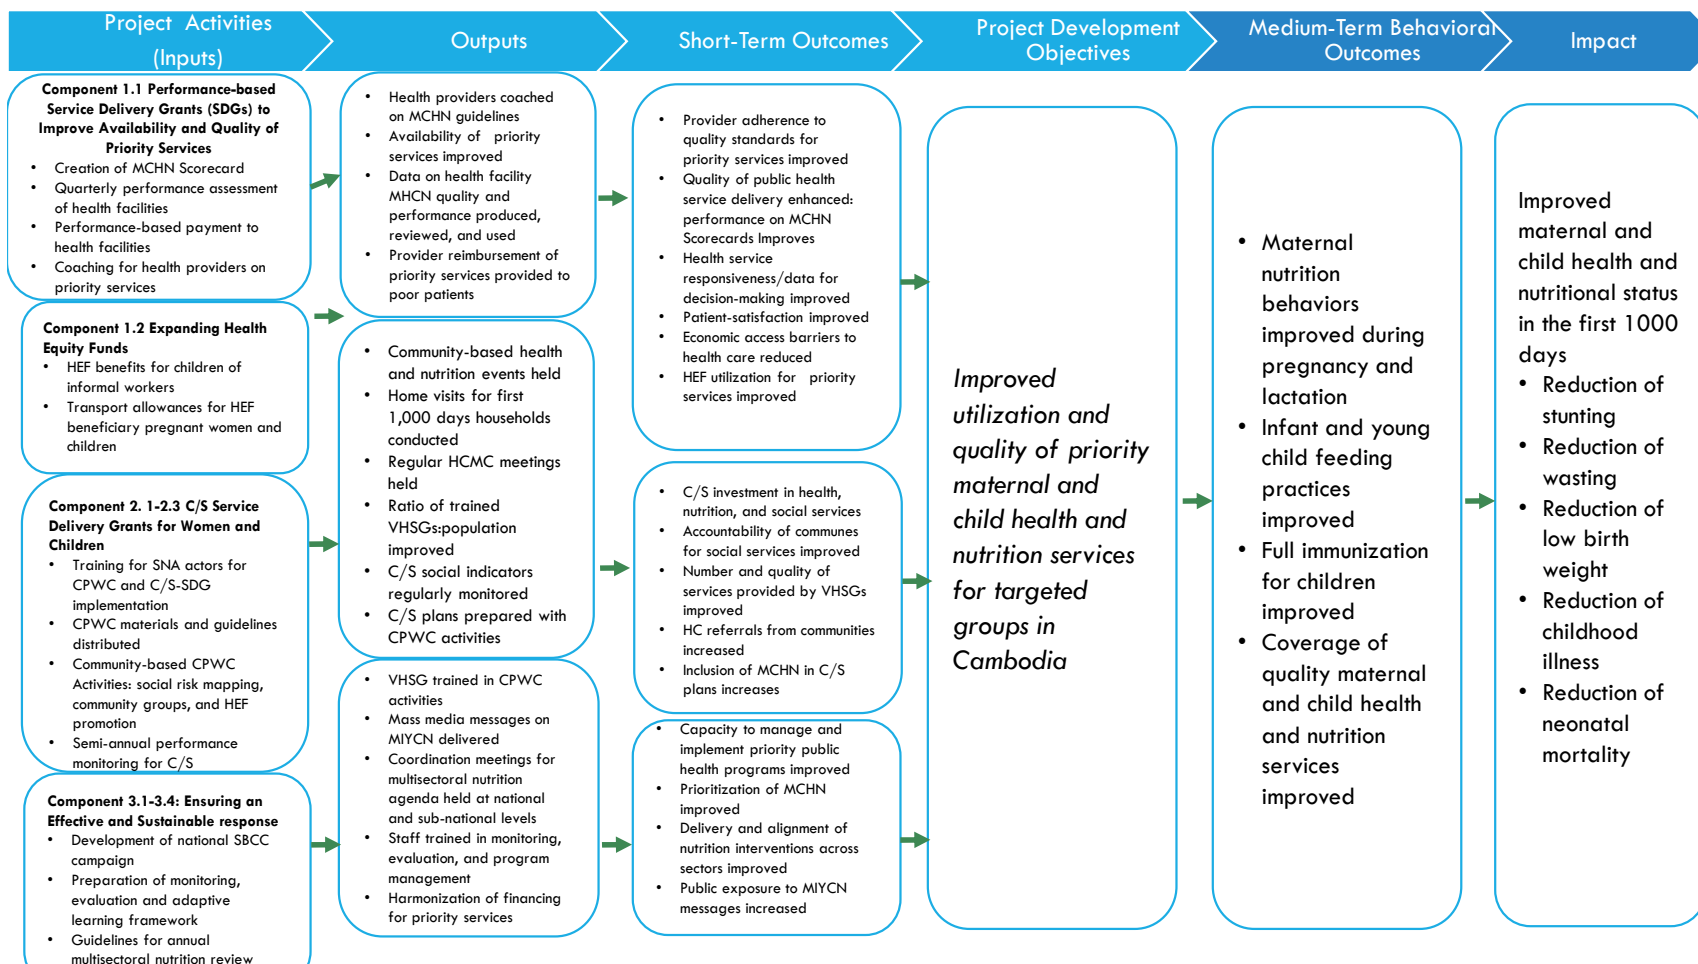 Project Activities
(Inputs)
Outputs
Short-Term Outcomes
Project Development
Objectives
Medium-Term Behavioral
Outcomes
Impact
Component 1.1 Performance-based
Service Delivery Grants (SDGs) to
Improve Availability and Quality of
Priority Services
• Creation of MCHN Scorecard
• Quarterly performance assessment
of health facilities
• Performance-based payment to
health facilities
• Coaching for health providers on
priority services
Component 1.2 Expanding Health
Equity Funds
• HEF benefits for children of
informal workers
• Transport allowances for HEF
beneficiary pregnant women and
children
Component 2. 1-2.3 C/S Service
Delivery Grants for Women and
Children
• Training for SNA actors for
CPWC and C/S-SDG
implementation
• CPWC materials and guidelines
distributed
• Community-based CPWC
Activities: social risk mapping,
community groups, and HEF
promotion
• Semi-annual performance
monitoring for C/S
Component 3.1-3.4: Ensuring an
Effective and Sustainable response
• Development of national SBCC
campaign
• Preparation of monitoring,
evaluation and adaptive
learning framework
• Guidelines for annual
multisectoral nutrition review
• Health providers coached
on MCHN guidelines
• Availability of priority
services improved
• Data on health facility
MHCN quality and
performance produced,
reviewed, and used
• Provider reimbursement of
priority services provided to
poor patients
• Community-based health
and nutrition events held
• Home visits for first
1,000 days households
conducted
• Regular HCMC meetings
held
• Ratio of trained
VHSGs:population
improved
• C/S social indicators
regularly monitored
• C/S plans prepared with
CPWC activities
• VHSG trained in CPWC
activities
• Mass media messages on
MIYCN delivered
• Coordination meetings for
multisectoral nutrition
agenda held at national
and sub-national levels
• Staff trained in monitoring,
evaluation, and program
management
• Harmonization of financing
for priority services
• Provider adherence to
quality standards for
priority services improved
• Quality of public health
service delivery enhanced:
performance on MCHN
Scorecards Improves
• Health service
responsiveness/data for
decision-making improved
• Patient-satisfaction improved
• Economic access barriers to
health care reduced
• HEF utilization for priority
services improved
• C/S investment in health,
nutrition, and social services
• Accountability of communes
for social services improved
• Number and quality of
services provided by VHSGs
improved
• HC referrals from communities
increased
• Inclusion of MCHN in C/S
plans increases
• Capacity to manage and
implement priority public
health programs improved
• Prioritization of MCHN
improved
• Delivery and alignment of
nutrition interventions across
sectors improved
• Public exposure to MIYCN
messages increased
Improved
utilization and
quality of priority
maternal and
child health and
nutrition services
for targeted
groups in
Cambodia
• Maternal
nutrition
behaviors
improved during
pregnancy and
lactation
• Infant and young
child feeding
practices
improved
• Full immunization
for children
improved
• Coverage of
quality maternal
and child health
and nutrition
services
improved
Improved
maternal and
child health and
nutritional status
in the first 1000
days
• Reduction of
stunting
• Reduction of
wasting
• Reduction of
low birth
weight
• Reduction of
childhood
illness
• Reduction of
neonatal
mortality